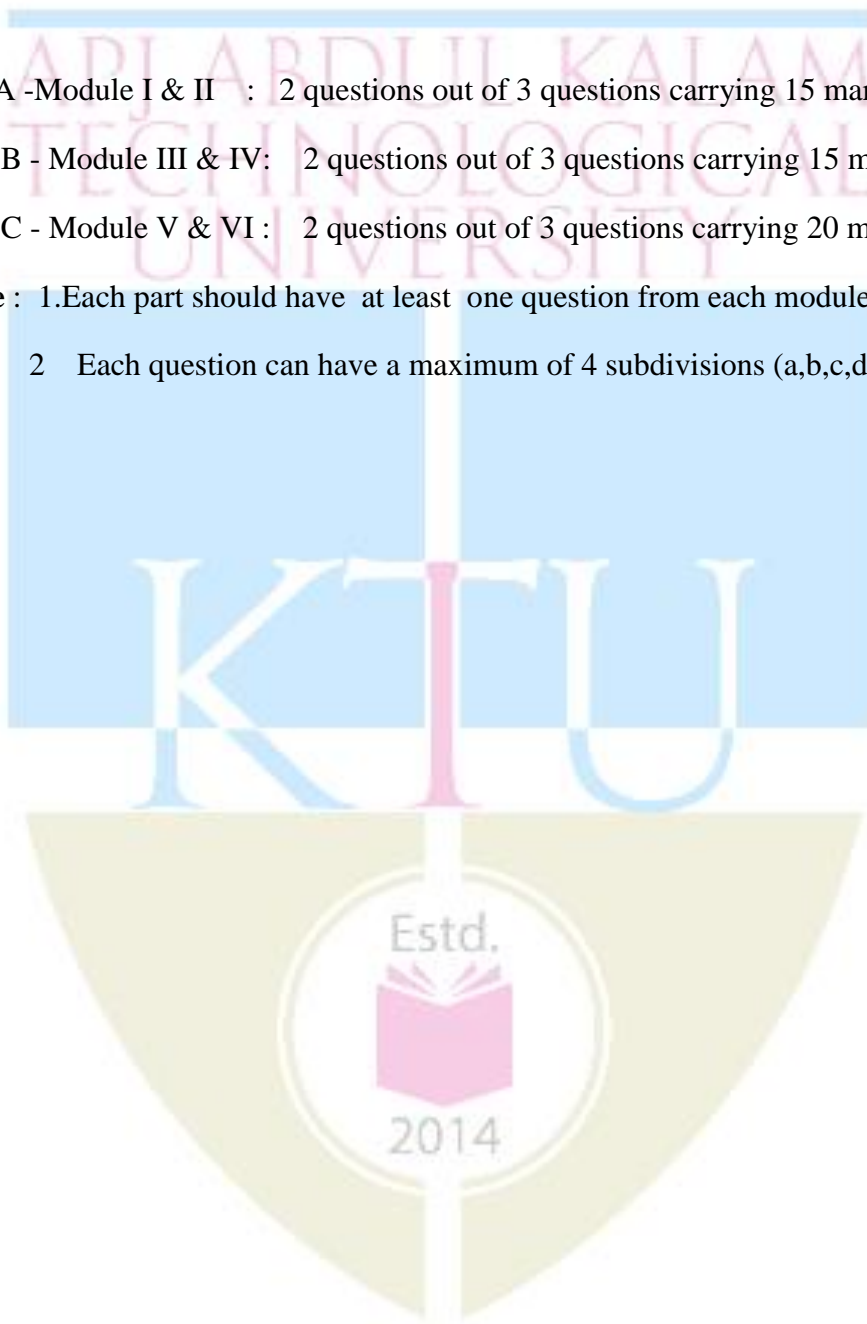 APJ ABDUL KALAM
TECHNOLOGICAL
UNIVERSITY
A -Module I & II : 2 questions out of 3 questions carrying 15
B - Module III & IV: 2 questions out of 3 questions carrying 15
C - Module V & VI : 2 questions out of 3 questions carrying 20
: 1.Each part should have at least one question from each module
2 Each question can have a maximum of 4 subdivisions (a,b,c,d
KTU
Estd.
2014